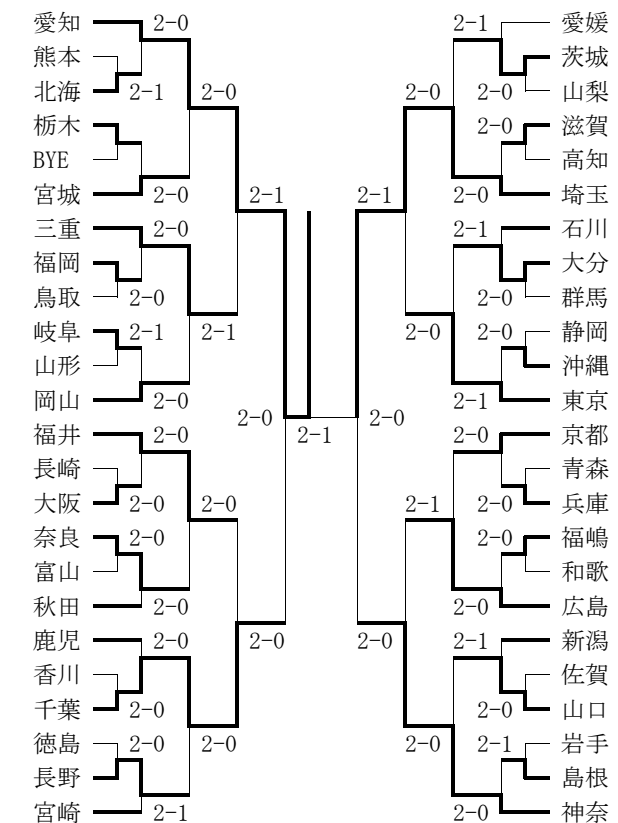 愛知 2-0 2-1 愛媛
熊本 茨城
北海 2-1 2-0 2-0 2-0 山梨
栃木 2-0 滋賀
BYE 高知
宮城 2-0 2-1 2-1 2-0 埼玉
三重 2-0 2-1 石川
福岡 大分
鳥取 2-0 2-0 群馬
岐阜 2-1 2-1 2-0 2-0 静岡
山形 沖縄
岡山 2-0 2-1 東京
福井 2-0 2-0 2-1 2-0 2-0 京都
長崎 青森
大阪 2-0 2-0 2-1 2-0 兵庫
奈良 2-0 2-0 福嶋
富山 和歌
秋田 2-0 2-0 広島
鹿児 2-0 2-0 2-0 2-1 新潟
香川 佐賀
千葉 2-0 2-0 山口
徳島 2-0 2-0 2-0 2-1 岩手
長野 島根
宮崎 2-1 2-0 神奈